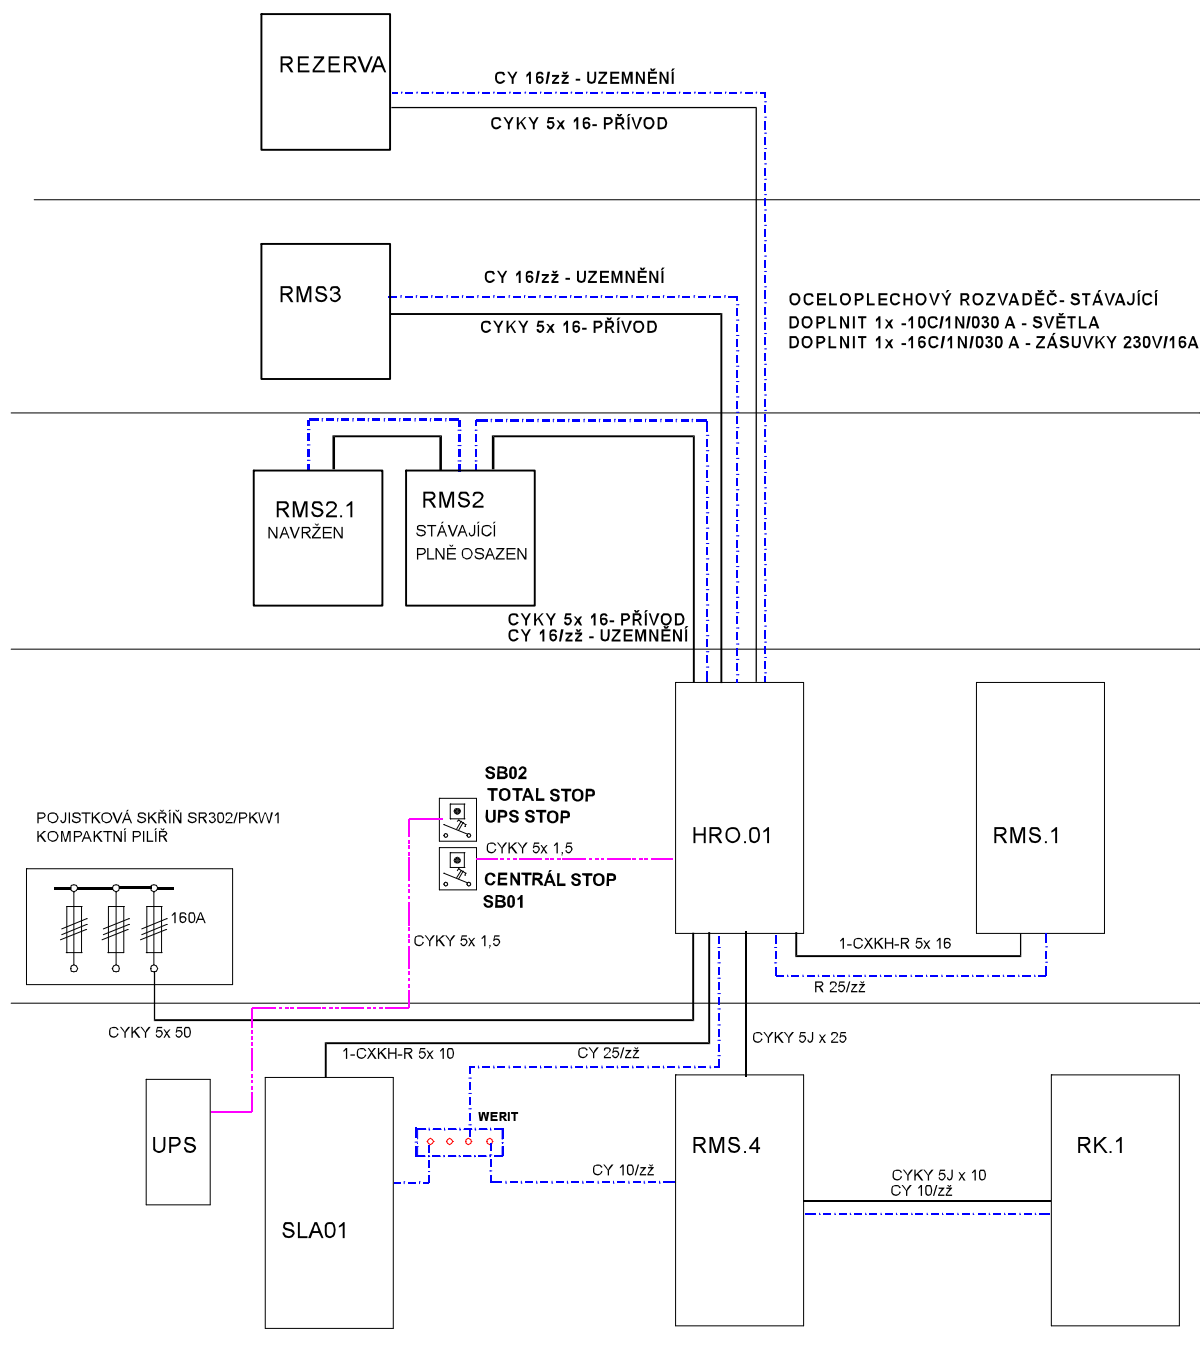 REZERVA
CY 16/zž - UZEMNĚNÍ
CYKY 5x 16- PŘÍVOD
RMS3
CY 16/zž - UZEMNĚNÍ
CYKY 5x 16- PŘÍVOD
OCELOPLECHOVÝ ROZVADĚČ- STÁVAJÍCÍ
DOPLNIT 1x -10C/1N/030 A - SVĚTLA
DOPLNIT 1x -16C/1N/030 A - ZÁSUVKY 230V/16A
RMS2.1
NAVRŽEN
RMS2
STÁVAJÍCÍ
PLNĚ OSAZEN
CYKY 5x 16- PŘÍVOD
CY 16/zž - UZEMNĚNÍ
SB02
TOTAL STOP
UPS STOP
CYKY 5x 1,5
CENTRÁL STOP
SB01
HRO.01
RMS.1
POJISTKOVÁ SKŘÍŇ SR302/PKW1
KOMPAKTNÍ PILÍŘ
160A
CYKY 5x 1,5
1-CXKH-R 5x 16
R 25/zž
CYKY 5x 50
1-CXKH-R 5x 10
CY 25/zž
CYKY 5J x 25
UPS
SLA01
WERIT
CY 10/zž
RMS.4
CYKY 5J x 10
CY 10/zž
RK.1